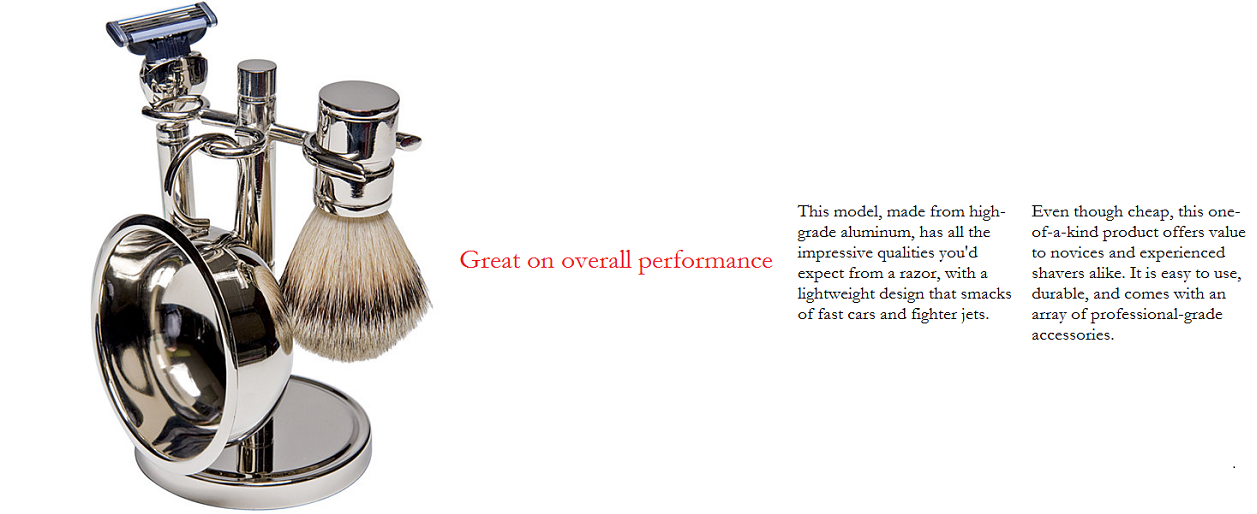 Great on overall performance
This model, made from high-
grade aluminum, has all the
impressive qualities you'd
expect from a razor, with a
lightweight design that smacks
of fast cars and fighter jets.
Even though cheap, this one-
of-a-kind product offers value
to novices and experienced
shavers alike. It is easy to use,
durable, and comes with an
array of professional-grade
accessories.
.